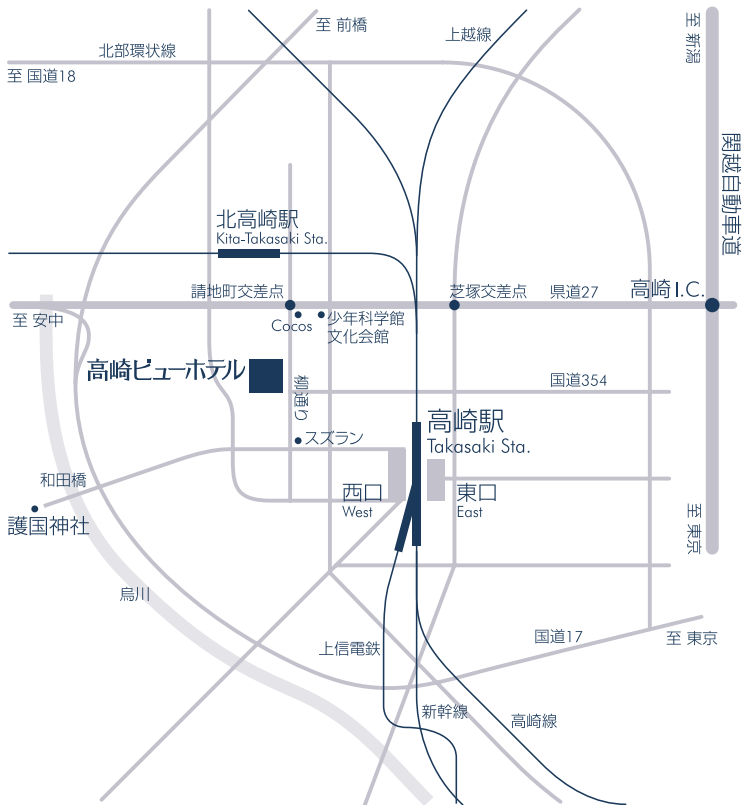 至 新潟
至 前橋
上越線
北部環状線
至 国道18
関越自動車道
北高崎駅
Kita-Takasaki Sta.
請地町交差点
芝塚交差点
県道27
高崎 I.C.
至 安中
Cocos
少年科学館
文化会館
高崎ビューホテル
柳通り
国道354
高崎駅
Takasaki Sta.
スズラン
和田橋
西口
West
東口
East
護国神社
至 東京
烏川
上信電鉄
国道17
至 東京
新幹線
高崎線